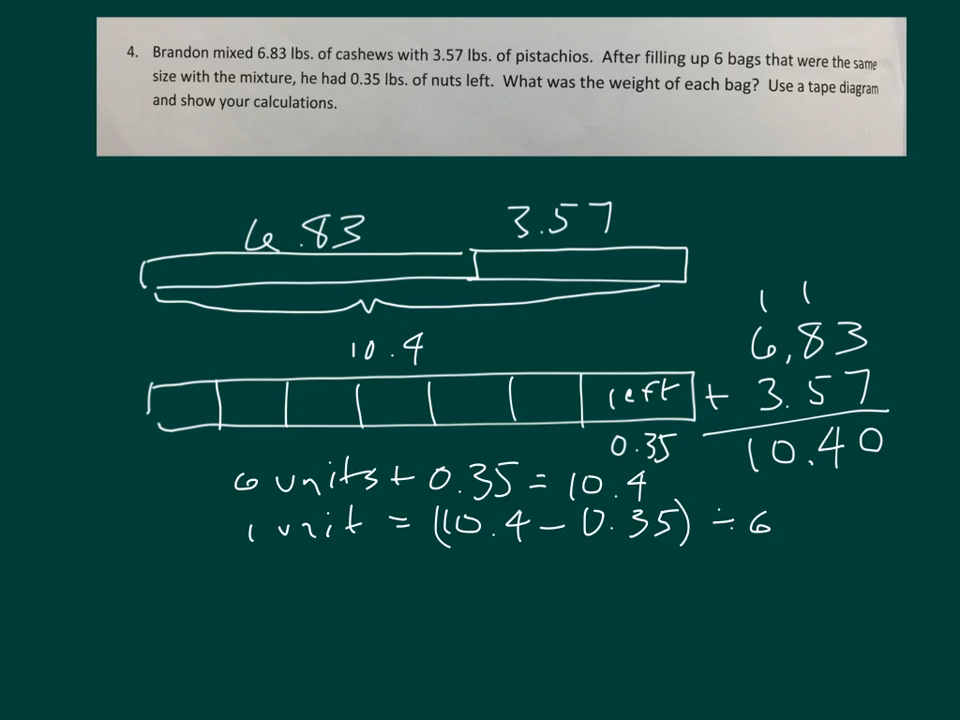 4. Brandon mixed 6.83 lbs. of cashews with 3.57 lbs. of pistachios. After filling up 6 bags that were the same
size with the mixture, he had 0.35 lbs. of nuts left. What was the weight of each bag? Use a tape diagram
and show your calculations.
6.83 3.57
1 1
6.83
10.4
left + 3.57
0.35 10.40
6 units + 0.35 = 10.4
1 unit = (10.4 - 0.35) ÷ 6